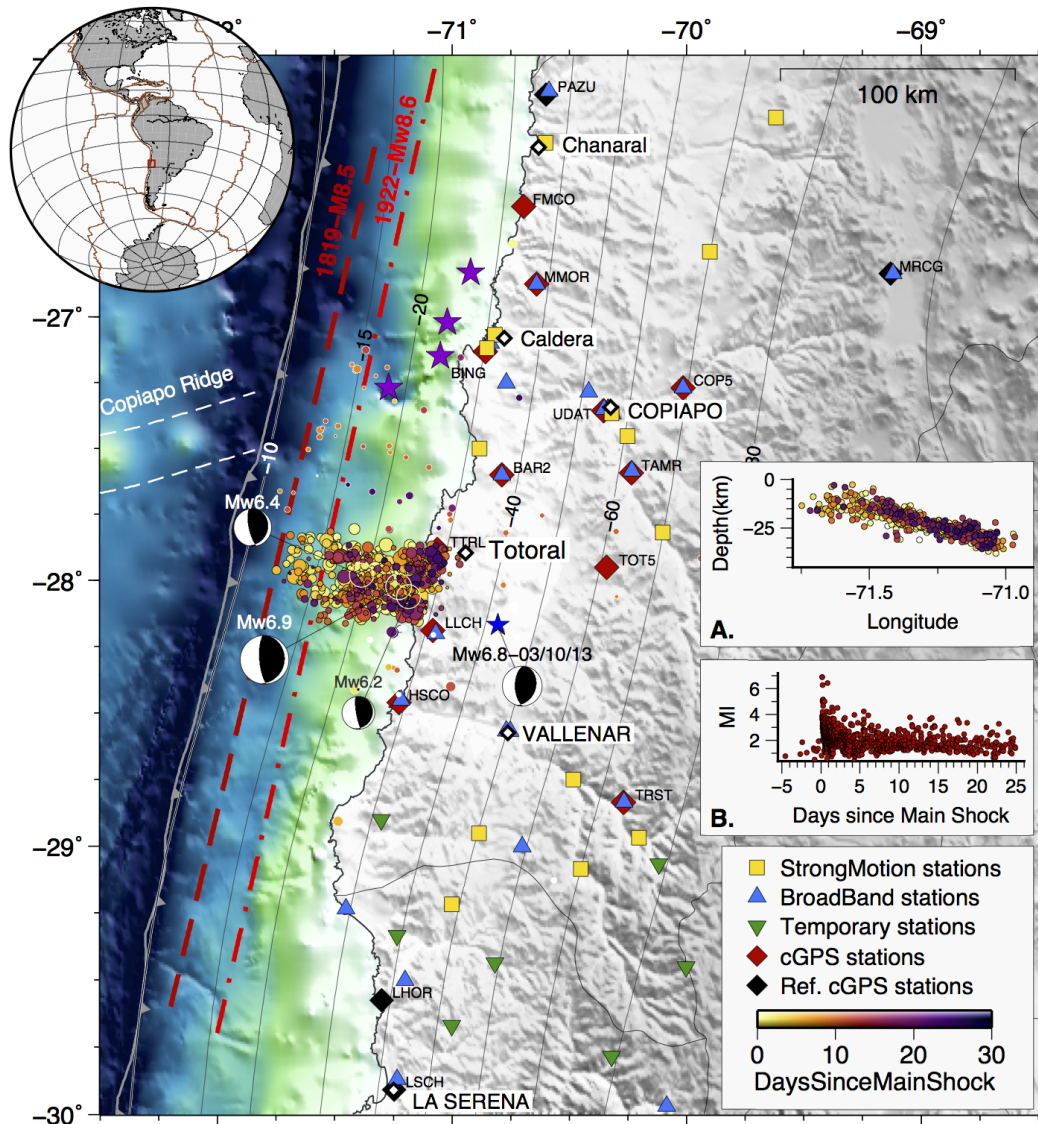 −71
−70
−69
100 km
PAZU
Chanaral
FMCO
1819−M8.5
1922−Mw8.6
MMOR
MRCG
−27
−20
−15
Caldera
BING
Copiapo Ridge
COP5
UDAT
COPIAPO
−10
BAR2
TAMR
−40
−60
Mw6.4
TTRL
Totoral
TOT5
−28
Mw6.9
LLCH
Mw6.8−03/10/13
Mw6.2
HSCO
VALLENAR
TRST
−29
LHOR
LSCH
LA SERENA
−30
Depth(km)
0
−25
−71.5
−71.0
Longitude
A.
Ml
6
4
2
−5
0
5
10
15
20
25
Days since Main Shock
B.
StrongMotion stations
BroadBand stations
Temporary stations
cGPS stations
Ref. cGPS stations
0
10
20
30
DaysSinceMainShock